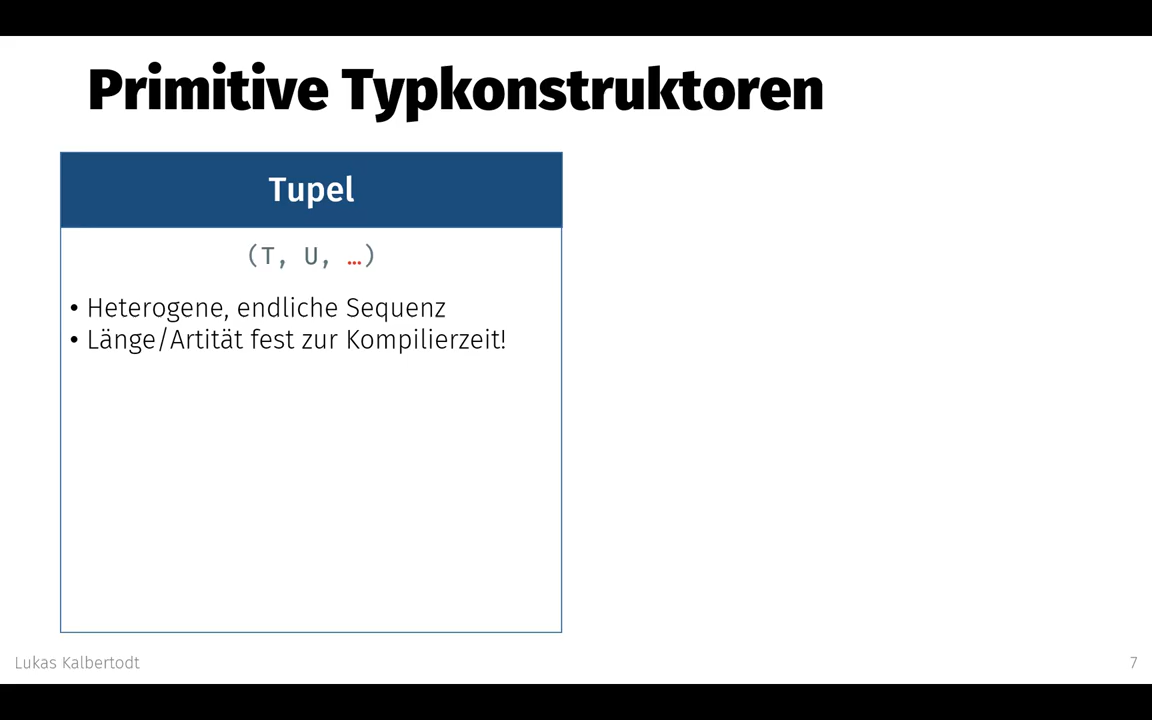 Primitive Typkonstruktoren
Tupel
(T, U, …)
• Heterogene, endliche Sequenz
• Länge/Artität fest zur Kompilierzeit!
Lukas Kalbertodt
7